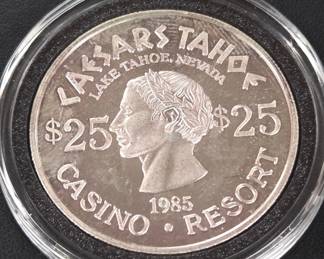 CAESARS TAHOE
LAKE TAHOE, NEVADA
$25 $25
1985
CASINO • RESORT